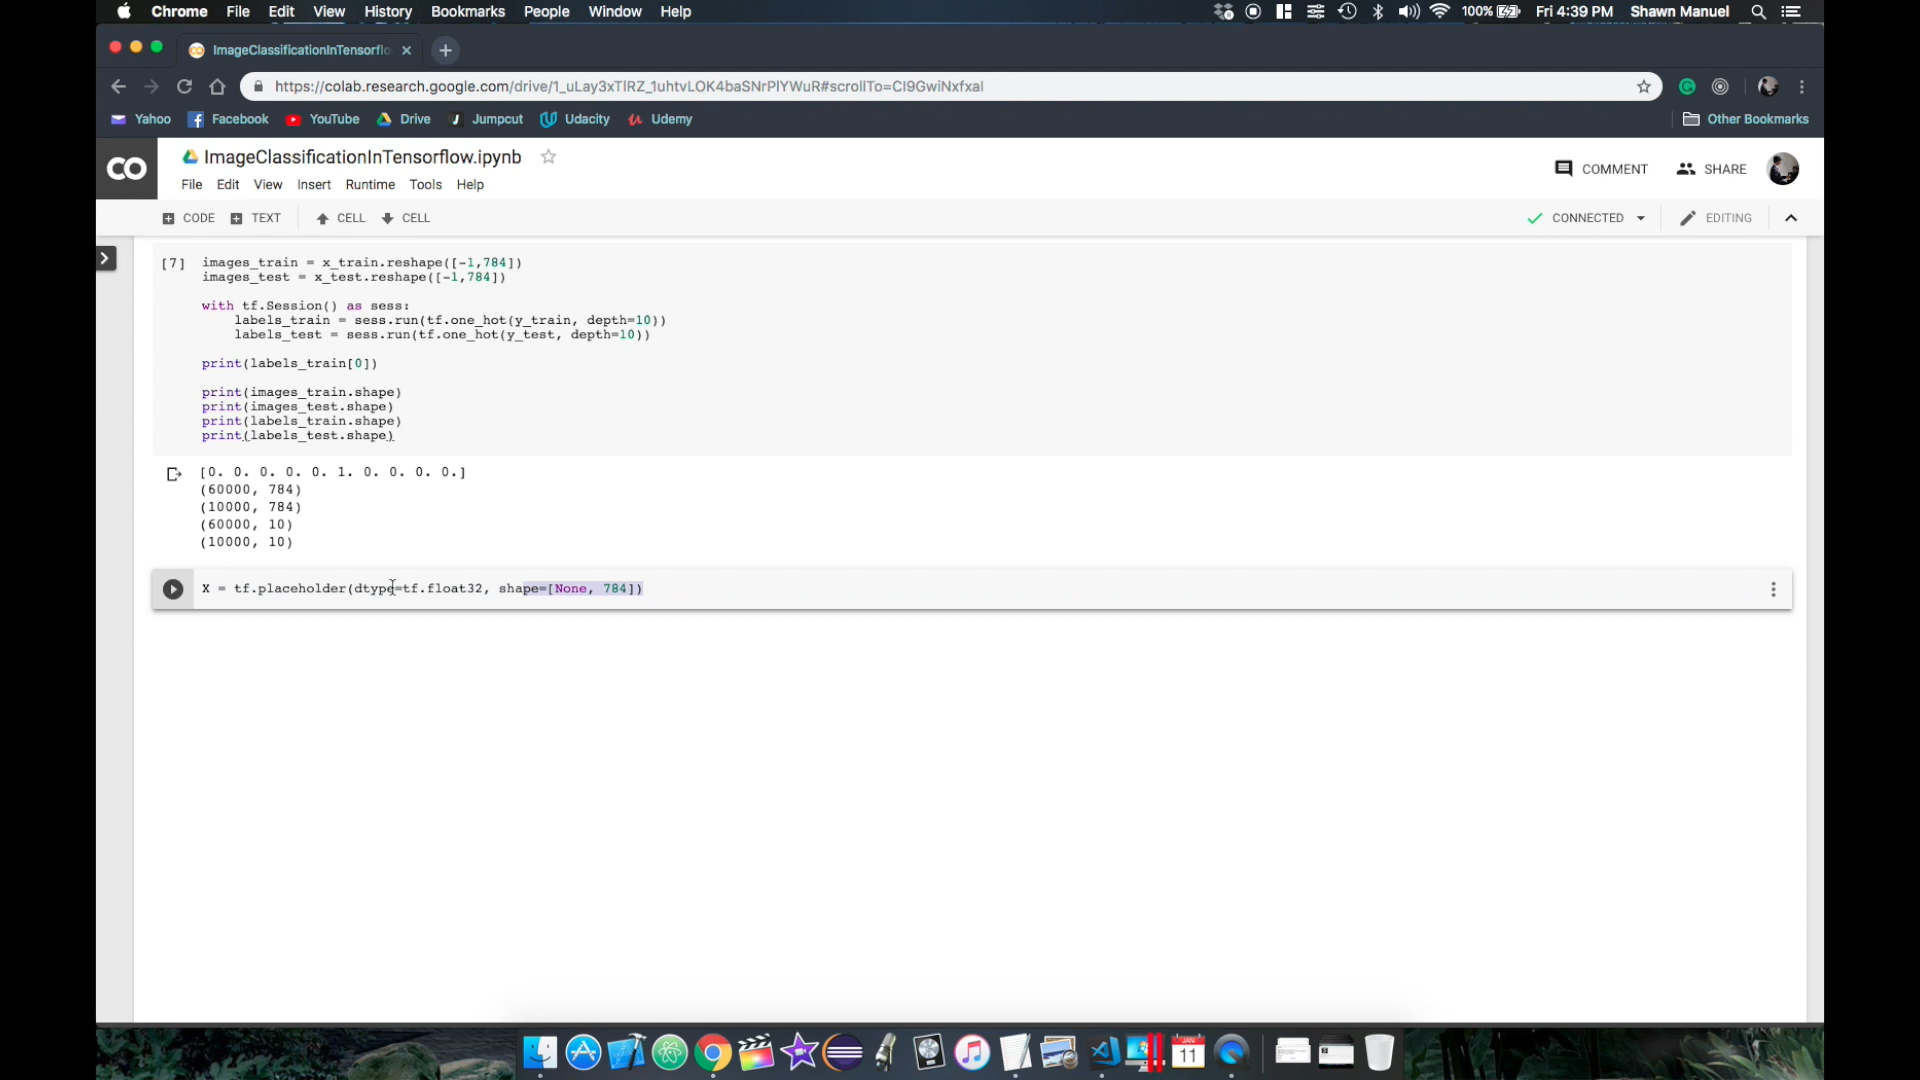 Chrome File Edit View History Bookmarks People Window Help 100% Fri 4:39 PM Shawn Manuel
ImageClassificationInTensorflo
https://colab.research.google.com/drive/1_uLay3xTIRZ_1uhtvLOK4baSNrPIYWuR#scrollTo=CI9GwiNxfxaI
Yahoo Facebook YouTube Drive Jumpcut Udacity Udemy Other Bookmarks
CO ImageClassificationInTensorflow.ipynb
COMMENT SHARE
File Edit View Insert Runtime Tools Help
CODE TEXT CELL CELL CONNECTED EDITING
[7] images_train = x_train.reshape([-1,784])
images_test = x_test.reshape([-1,784])
with tf.Session() as sess:
labels_train = sess.run(tf.one_hot(y_train, depth=10))
labels_test = sess.run(tf.one_hot(y_test, depth=10))
print(labels_train[0])
print(images_train.shape)
print(images_test.shape)
print(labels_train.shape)
print(labels_test.shape)
[0. 0. 0. 0. 0. 1. 0. 0. 0. 0.]
(60000, 784)
(10000, 784)
(60000, 10)
(10000, 10)
X = tf.placeholder(dtype=tf.float32, shape=[None, 784])
JAN
11